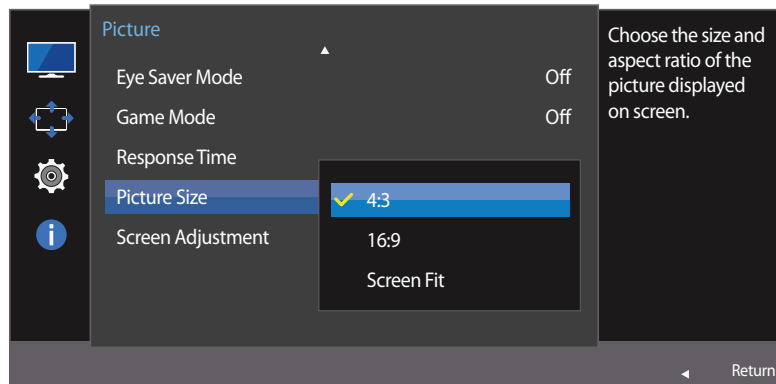 Picture
Eye Saver Mode Off
Game Mode Off
Response Time
Picture Size
4:3
Screen Adjustment
16:9
Screen Fit
Choose the size and
aspect ratio of the
picture displayed
on screen.
Return